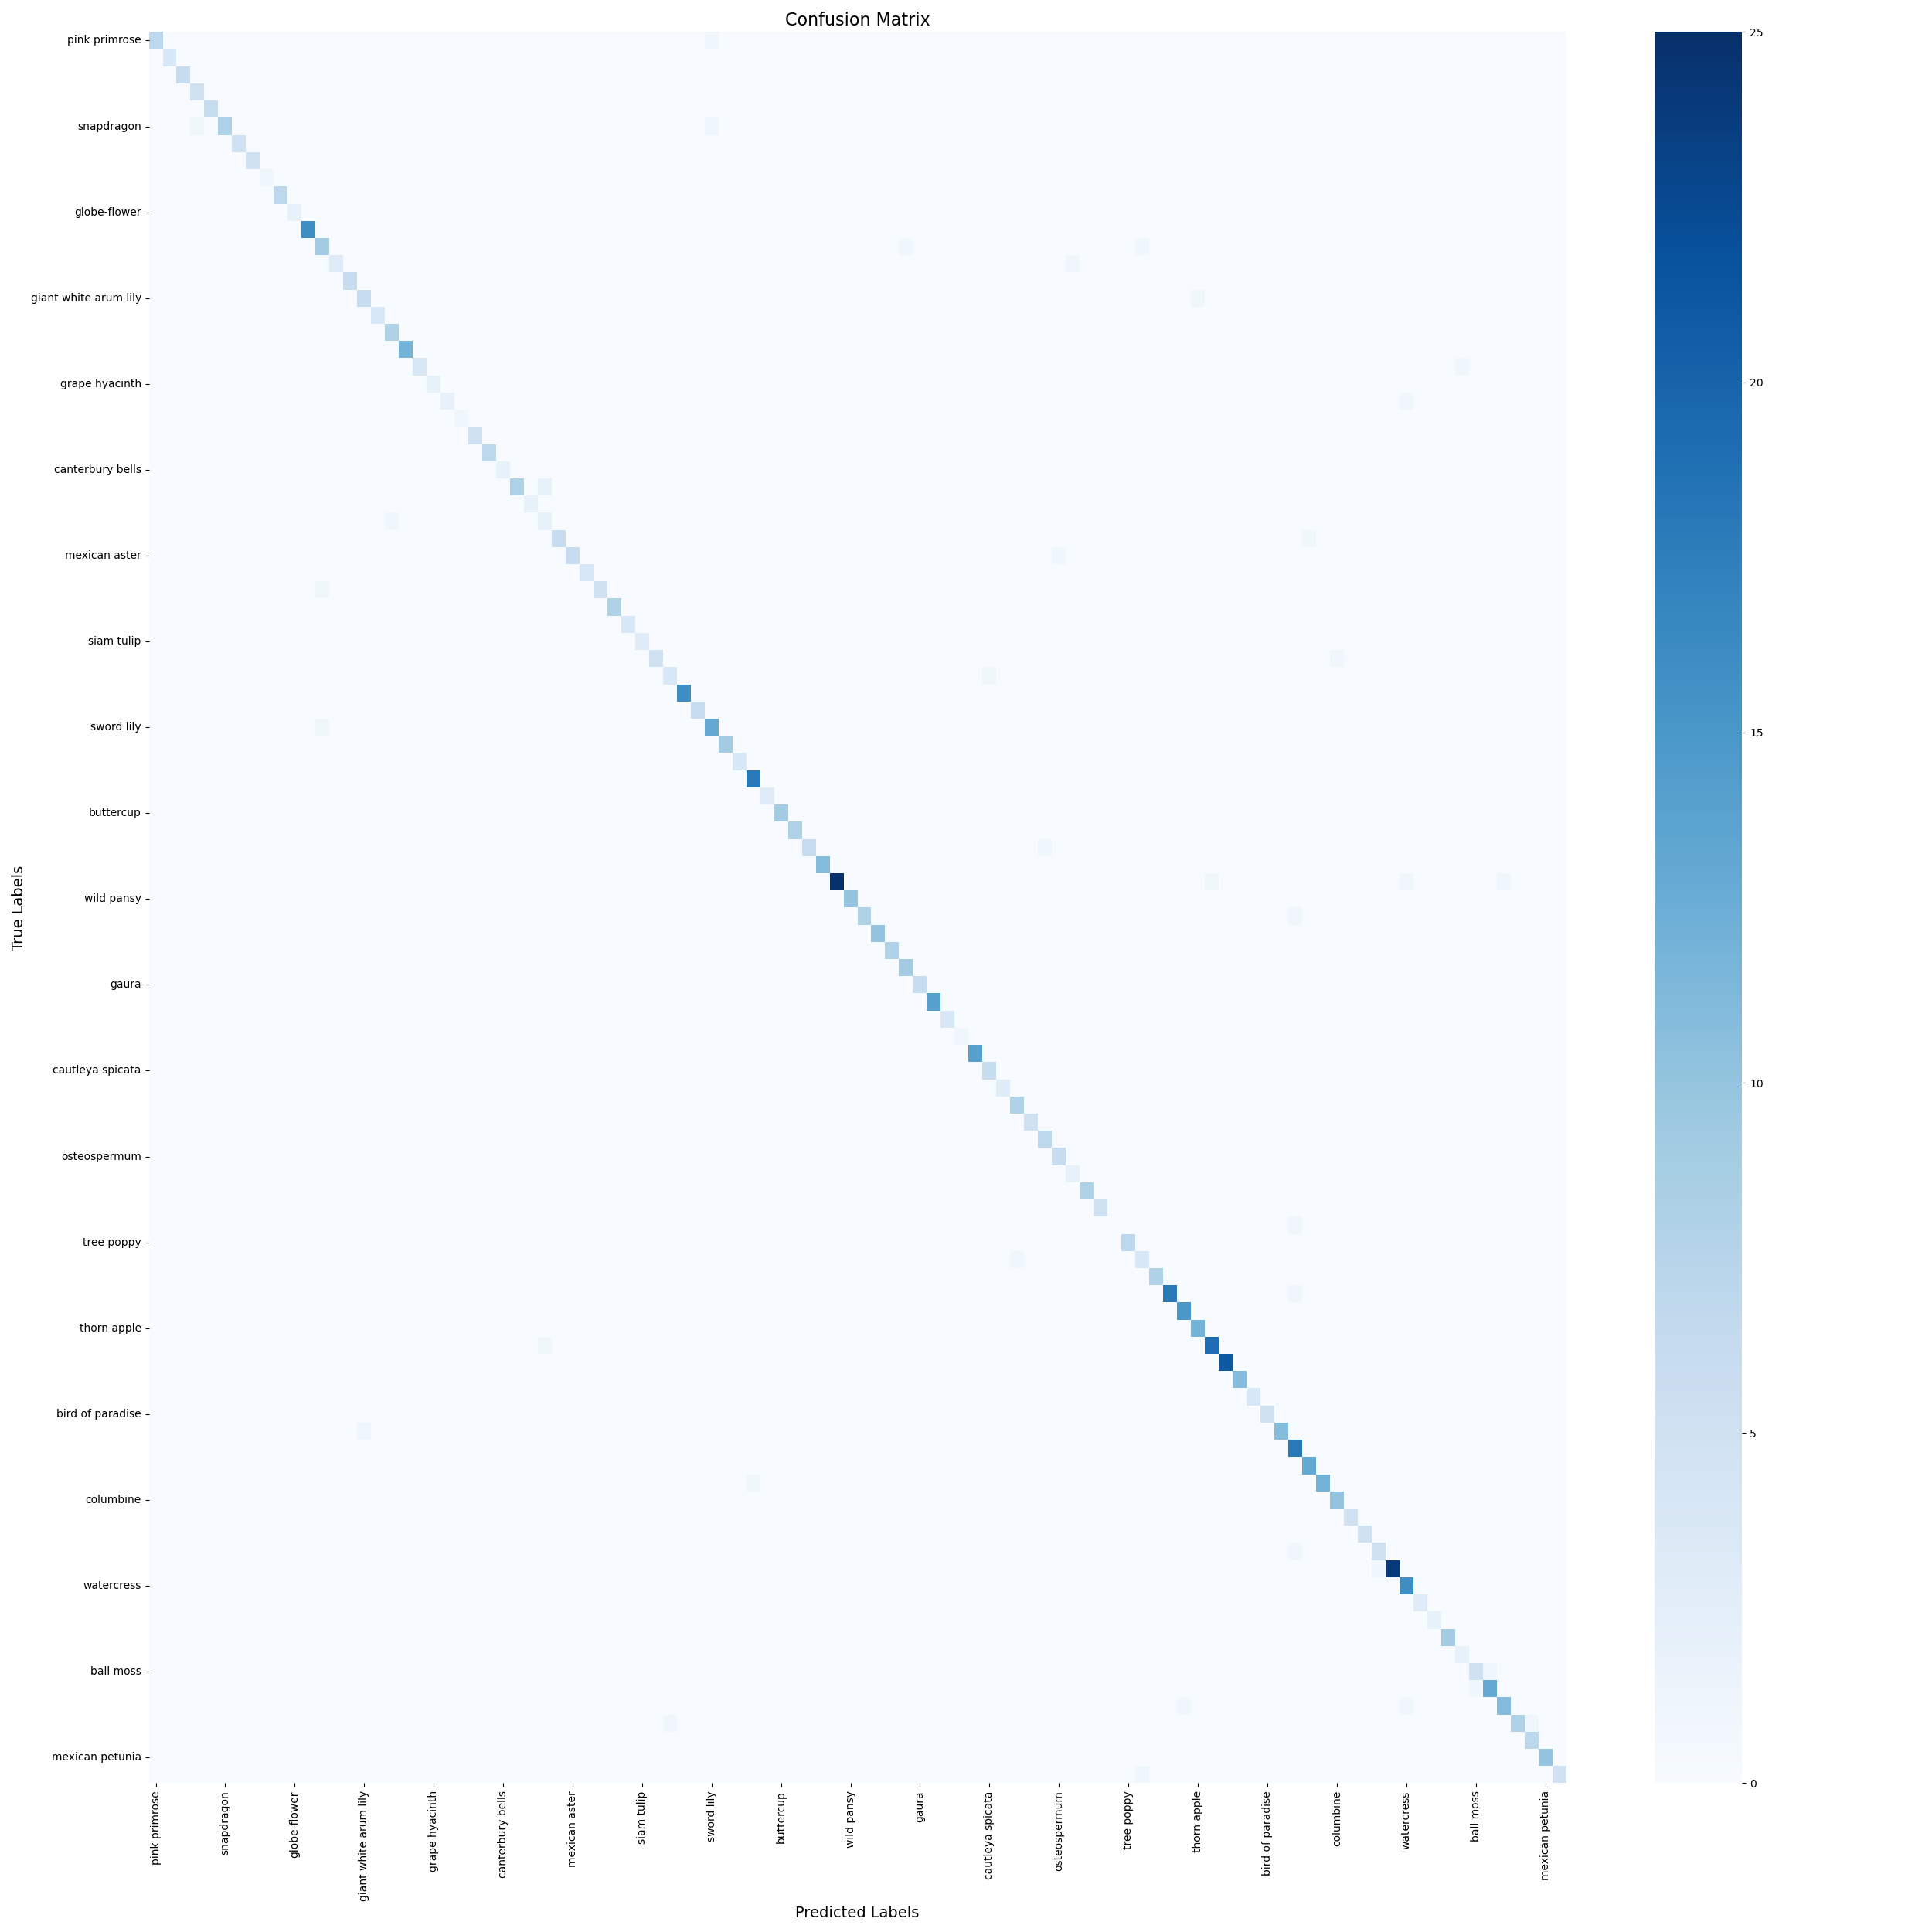 Confusion Matrix
pink primrose
snapdragon
globe-flower
giant white arum lily
grape hyacinth
canterbury bells
mexican aster
siam tulip
sword lily
buttercup
wild pansy
gaura
cautleya spicata
osteospermum
tree poppy
thorn apple
bird of paradise
columbine
watercress
ball moss
mexican petunia
True Labels
pink primrose
snapdragon
globe-flower
giant white arum lily
grape hyacinth
canterbury bells
mexican aster
siam tulip
sword lily
buttercup
wild pansy
gaura
cautleya spicata
osteospermum
tree poppy
thorn apple
bird of paradise
columbine
watercress
ball moss
mexican petunia
Predicted Labels
25
20
15
10
5
0